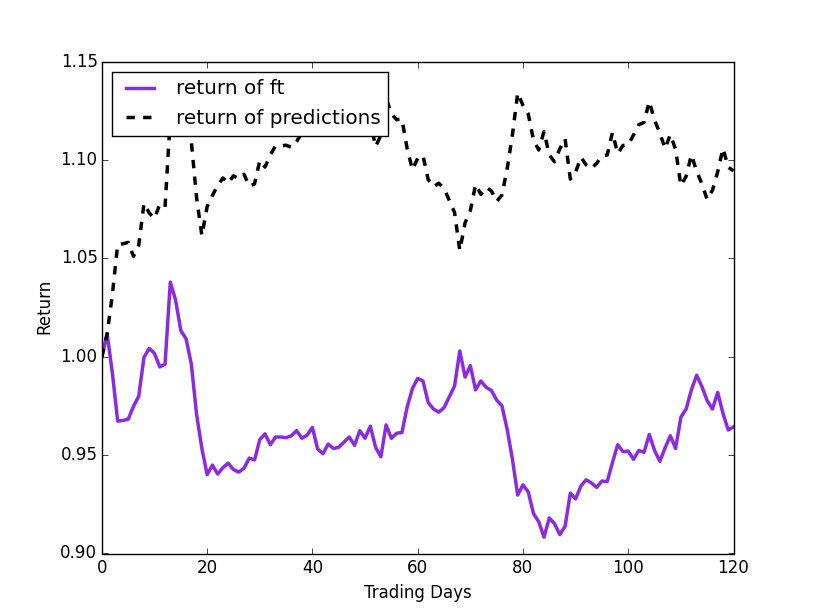 return of ft
return of predictions
1.15
1.10
1.05
1.00
0.95
0.90
Return
0 20 40 60 80 100 120
Trading Days